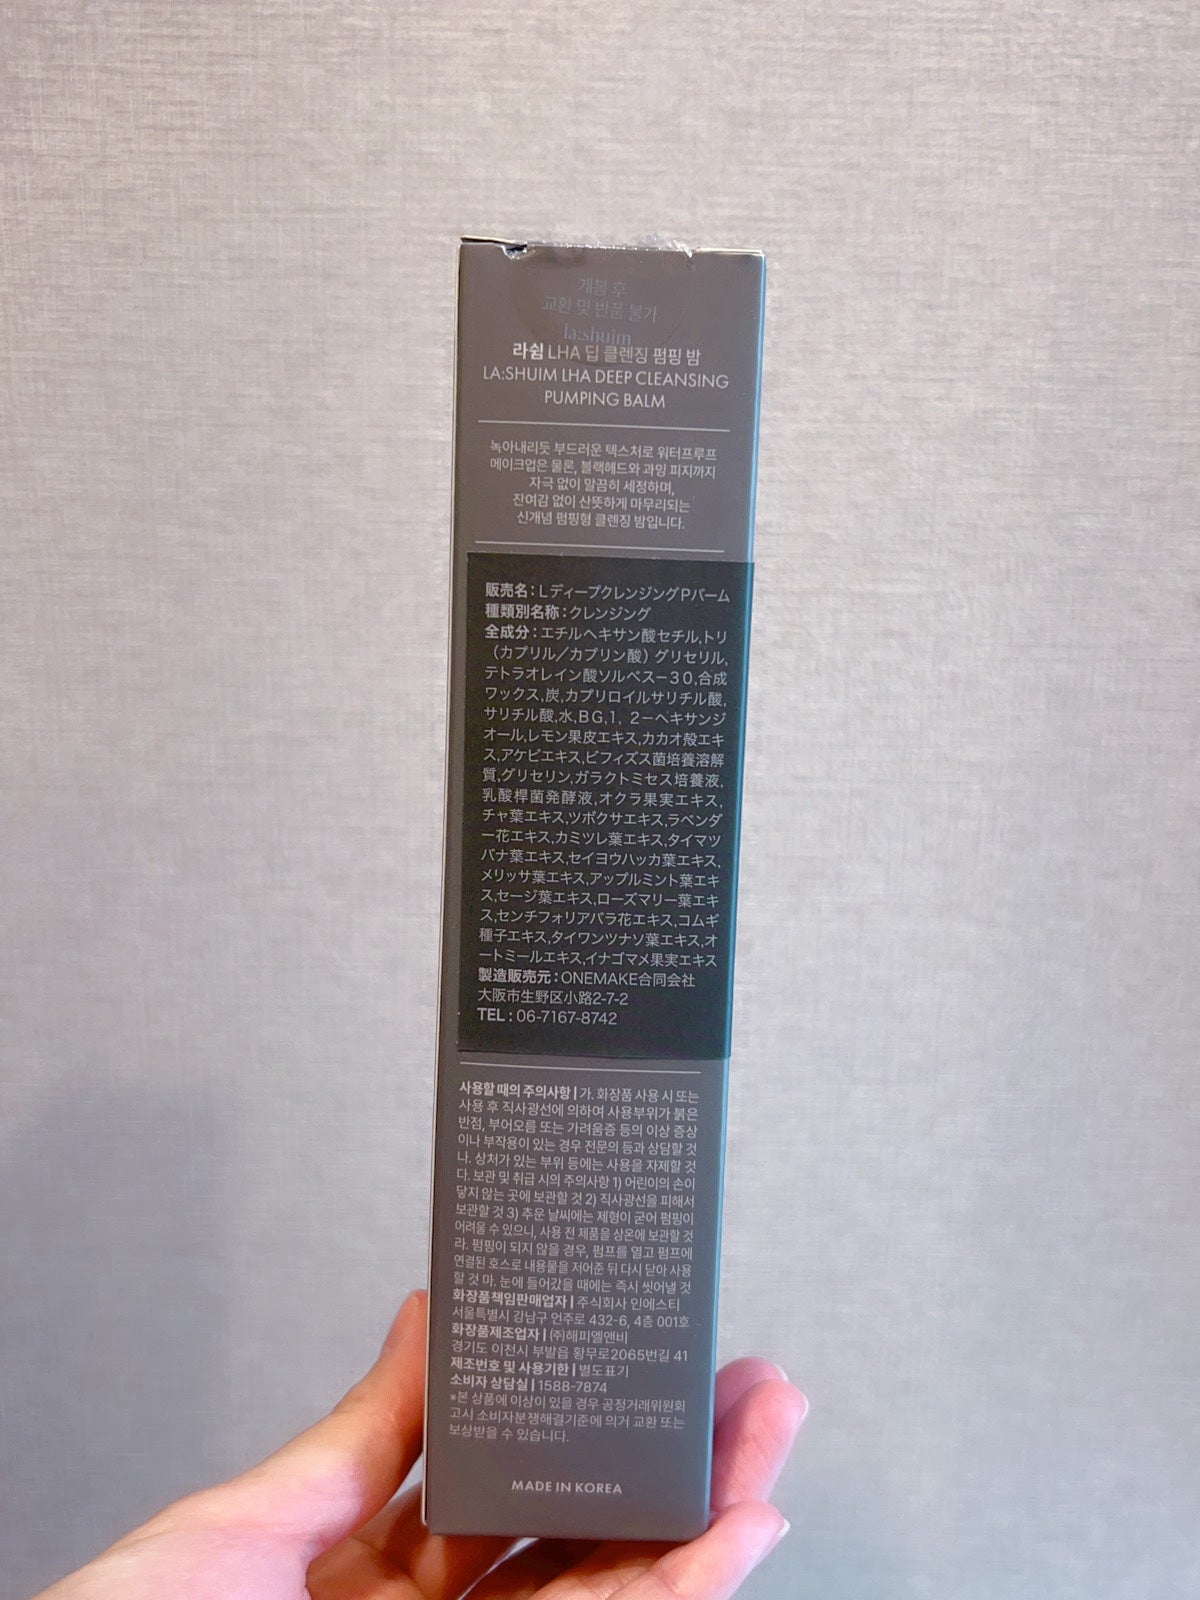 개봉 후
교환 및 반품 불가
la:shuim
라쉼 LHA 딥 클렌징 펌핑 밤
LA:SHUIM LHA DEEP CLEANSING
PUMPING BALM
녹아내리듯 부드러운 텍스처로 워터프루프
메이크업은 물론, 블랙헤드와 과잉 피지까지
자극 없이 말끔히 세정하며,
잔여감 없이 산뜻하게 마무리되는
신개념 펌핑형 클렌징 밤입니다.
販売名：LディープクレンジングPバーム
種類別名称：クレンジング
全成分：エチルヘキサン酸セチル,トリ
（カプリル／カプリン酸）グリセリル,
テトラオレイン酸ソルベス－３０,合成
ワックス,炭,カプリロイルサリチル酸,
サリチル酸,水,BG,1, 2－ヘキサンジ
オール,レモン果皮エキス,カカオ殻エキ
ス,アケビエキス,ビフィズス菌培養溶解
質,グリセリン,ガラクトミセス培養液,
乳酸桿菌発酵液,オクラ果実エキス,
チャ葉エキス,ツボクサエキス,ラベンダ
ー花エキス,カミツレ葉エキス,タイマツ
バナ葉エキス,セイヨウハッカ葉エキス,
メリッサ葉エキス,アップルミント葉エキ
ス,セージ葉エキス,ローズマリー葉エキ
ス,センチフォリアバラ花エキス,コムギ
種子エキス,タイワンツナソ葉エキス,オ
ートミールエキス,イナゴマメ果実エキス
製造販売元：ONEMAKE合同会社
大阪市生野区小路2-7-2
TEL : 06-7167-8742
사용할 때의 주의사항 | 가. 화장품 사용 시 또는
사용 후 직사광선에 의하여 사용부위가 붉은
반점, 부어오름 또는 가려움증 등의 이상 증상
이나 부작용이 있는 경우 전문의 등과 상담할 것
나. 상처가 있는 부위 등에는 사용을 자제할 것
다. 보관 및 취급 시의 주의사항 1) 어린이의 손이
닿지 않는 곳에 보관할 것 2) 직사광선을 피해서
보관할 것 3) 추운 날씨에는 제형이 굳어 펌핑이
어려울 수 있으니, 사용 전 제품을 상온에 보관할 것
라. 펌핑이 되지 않을 경우, 펌프를 열고 펌프에
연결된 호스로 내용물을 저어준 뒤 다시 닫아 사용
할 것 마. 눈에 들어갔을 때에는 즉시 씻어낼 것
화장품책임판매업자 | 주식회사 인에스티
서울특별시 강남구 언주로 432-6, 4층 001호
화장품제조업자 | (주)해피엘앤비
경기도 이천시 부발읍 황무로2065번길 41
제조번호 및 사용기한 | 별도표기
소비자 상담실 | 1588-7874
※본 상품에 이상이 있을 경우 공정거래위원회
고시 소비자분쟁해결기준에 의거 교환 또는
보상받을 수 있습니다.
MADE IN KOREA